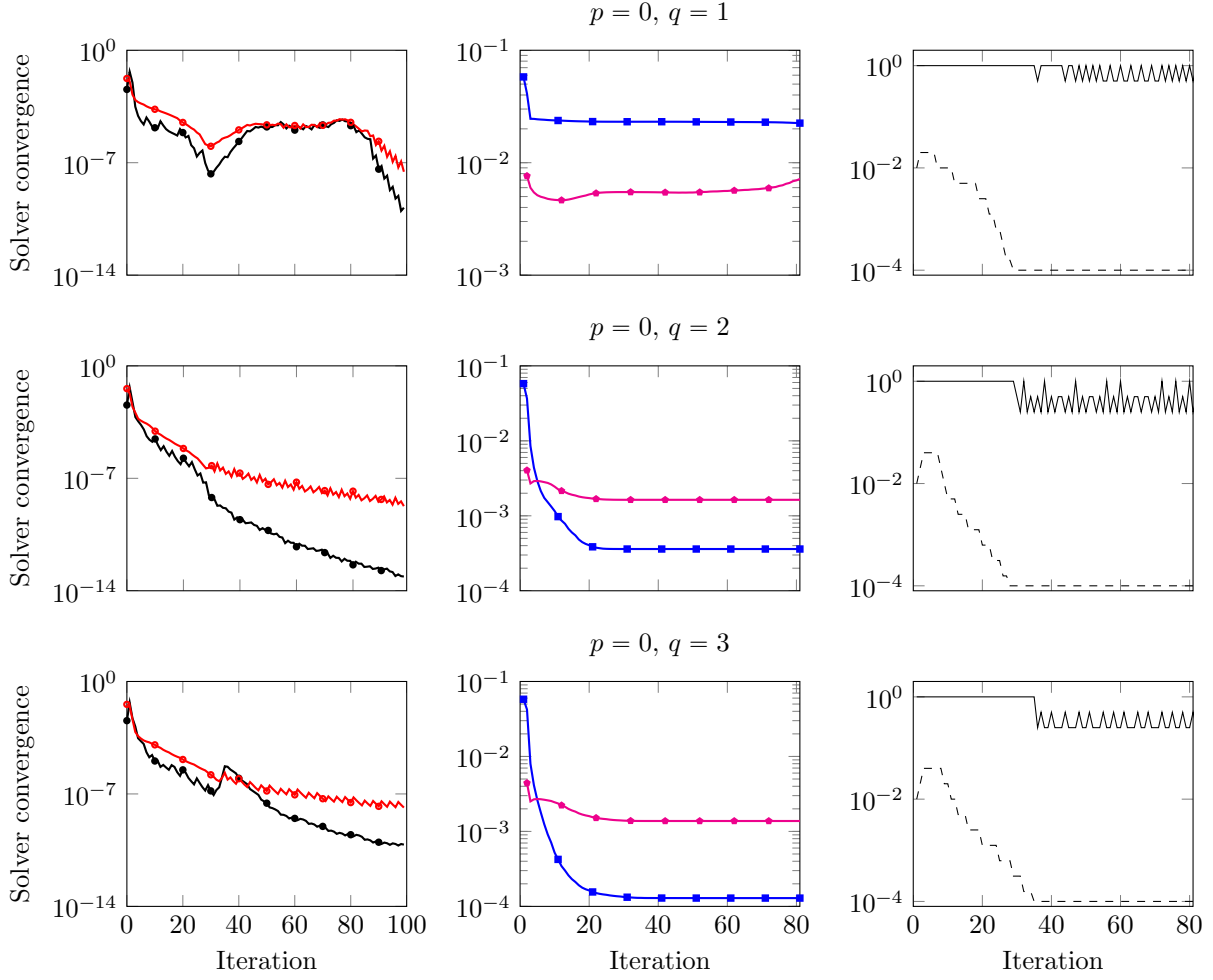 p = 0, q = 1
Solver convergence
10^0
10^−7
10^−14
10^−1
10^−2
10^−3
10^0
10^−2
10^−4
p = 0, q = 2
Solver convergence
10^0
10^−7
10^−14
10^−1
10^−2
10^−3
10^−4
10^0
10^−2
10^−4
p = 0, q = 3
Solver convergence
10^0
10^−7
10^−14
0 20 40 60 80 100
Iteration
10^−1
10^−2
10^−3
10^−4
0 20 40 60 80
Iteration
10^0
10^−2
10^−4
0 20 40 60 80
Iteration